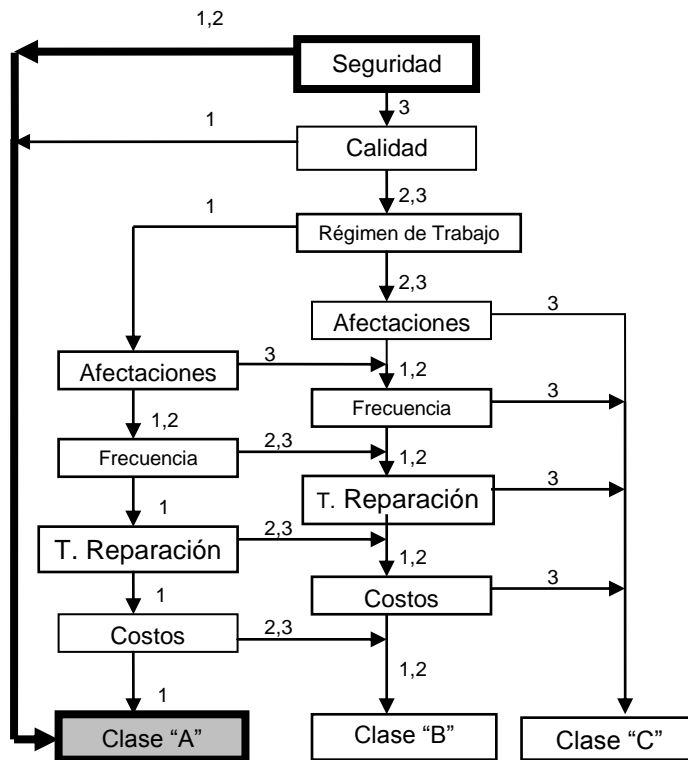 1,2
Seguridad
3
1
Calidad
2,3
1
Régimen de Trabajo
2,3
3
Afectaciones
3
1,2
Afectaciones
3
1,2
Frecuencia
2,3
1,2
Frecuencia
3
1
T. Reparación
2,3
1,2
T. Reparación
3
1
Costos
2,3
Costos
1,2
1
Clase “A”
Clase “B”
Clase “C”